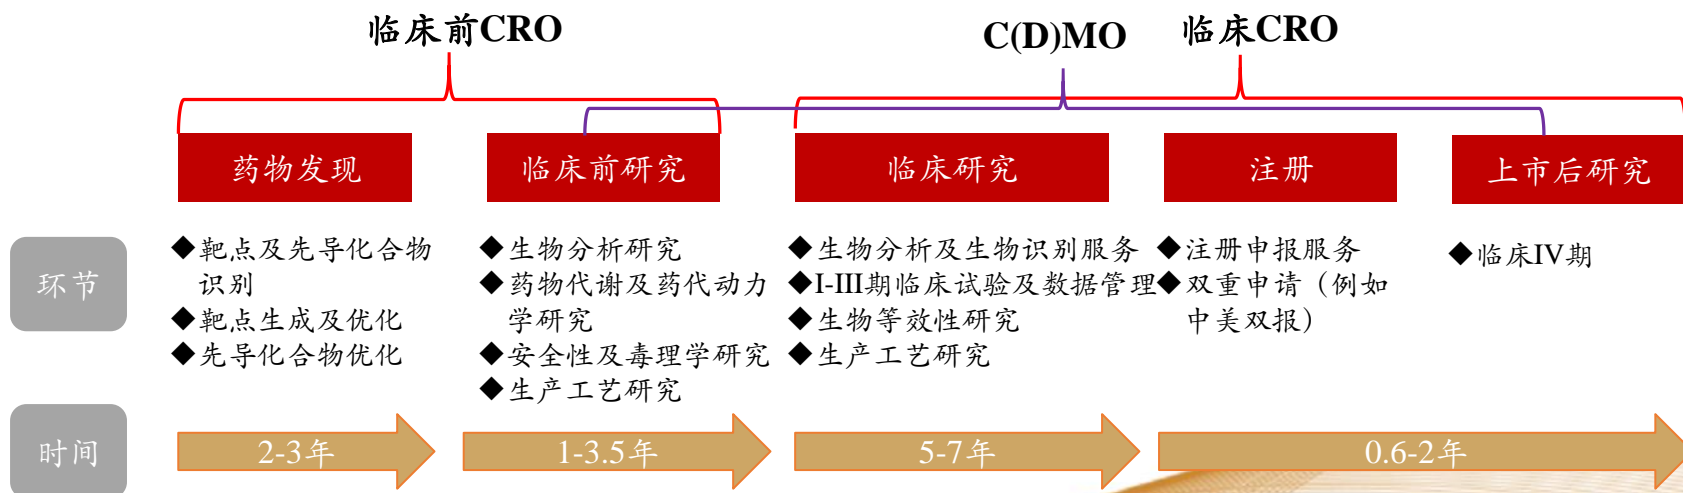 临床前CRO
C(D)MO
临床CRO
药物发现
临床前研究
临床研究
注册
上市后研究
环节
◆靶点及先导化合物
识别
◆靶点生成及优化
◆先导化合物优化
◆生物分析研究
◆药物代谢及药代动力
学研究
◆安全性及毒理学研究
◆生产工艺研究
◆生物分析及生物识别服务
◆I-III期临床试验及数据管理
◆生物等效性研究
◆生产工艺研究
◆注册申报服务
◆双重申请（例如
中美双报）
◆临床IV期
时间
2-3年
1-3.5年
5-7年
0.6-2年